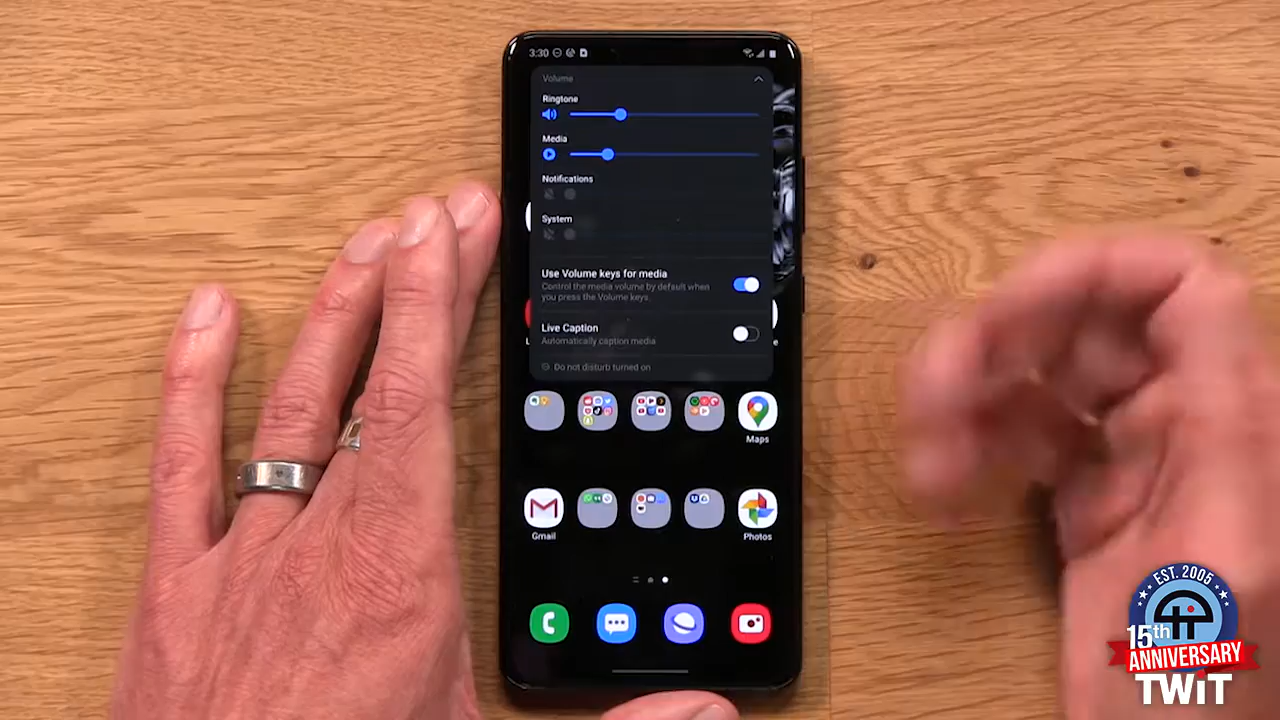 3:30
Volume
Ringtone
Media
Notifications
System
Use Volume keys for media
Control the media volume by default when
you press the Volume keys.
Live Caption
Automatically caption media
Do not disturb turned on
Maps
Gmail
Photos
EST. 2005
15th
ANNIVERSARY
TWiT